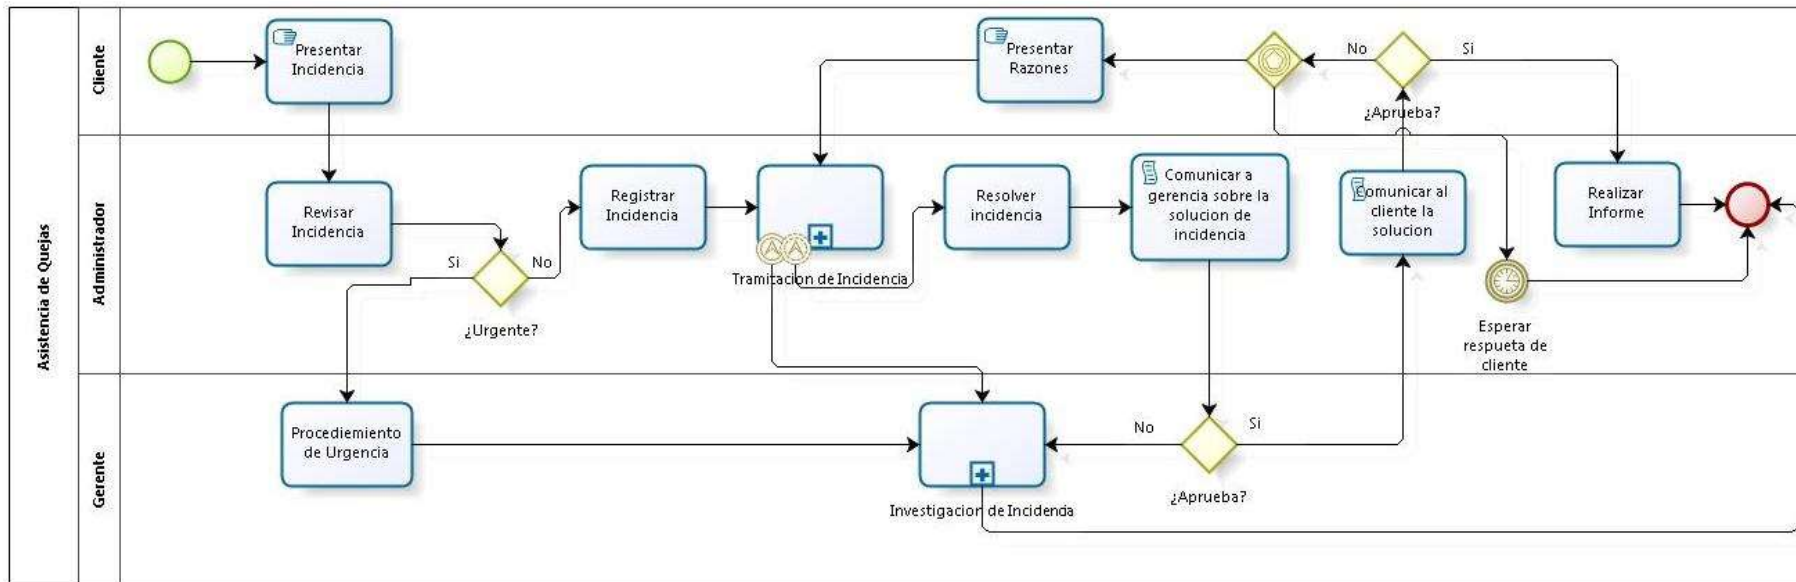 Asistencia de Quejas
Cliente
Presentar
Incidencia
Presentar
Razones
No
Si
¿Aprueba?
Administrador
Revisar
Incidencia
Si
No
¿Urgente?
Registrar
Incidencia
Tramitacion de Incidencia
Resolver
incidencia
Comunicar a
gerencia sobre la
solucion de
incidencia
Comunicar al
cliente la
solucion
Realizar
Informe
Esperar
respueta de
cliente
Gerente
Procediemiento
de Urgencia
Investigacion de Incidencia
No
Si
¿Aprueba?